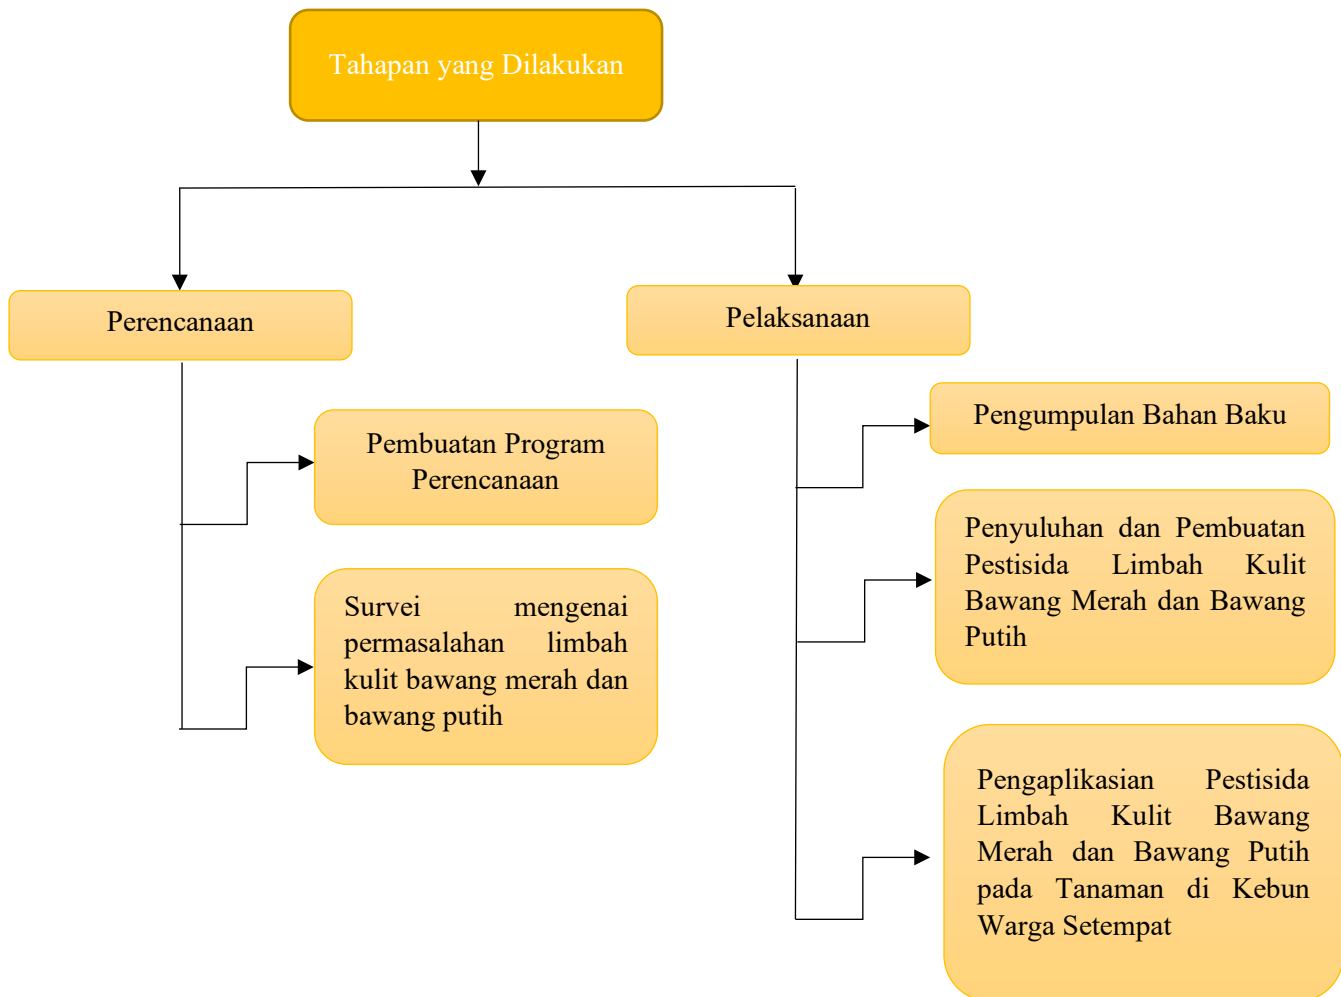 Tahapan yang Dilakukan
Perencanaan
Pembuatan Program
Perencanaan
Survei mengenai
permasalahan limbah
kulit bawang merah dan
bawang putih
Pelaksanaan
Pengumpulan Bahan Baku
Penyuluhan dan Pembuatan
Pestisida Limbah Kulit
Bawang Merah dan Bawang
Putih
Pengaplikasian Pestisida
Limbah Kulit Bawang
Merah dan Bawang Putih
pada Tanaman di Kebun
Warga Setempat